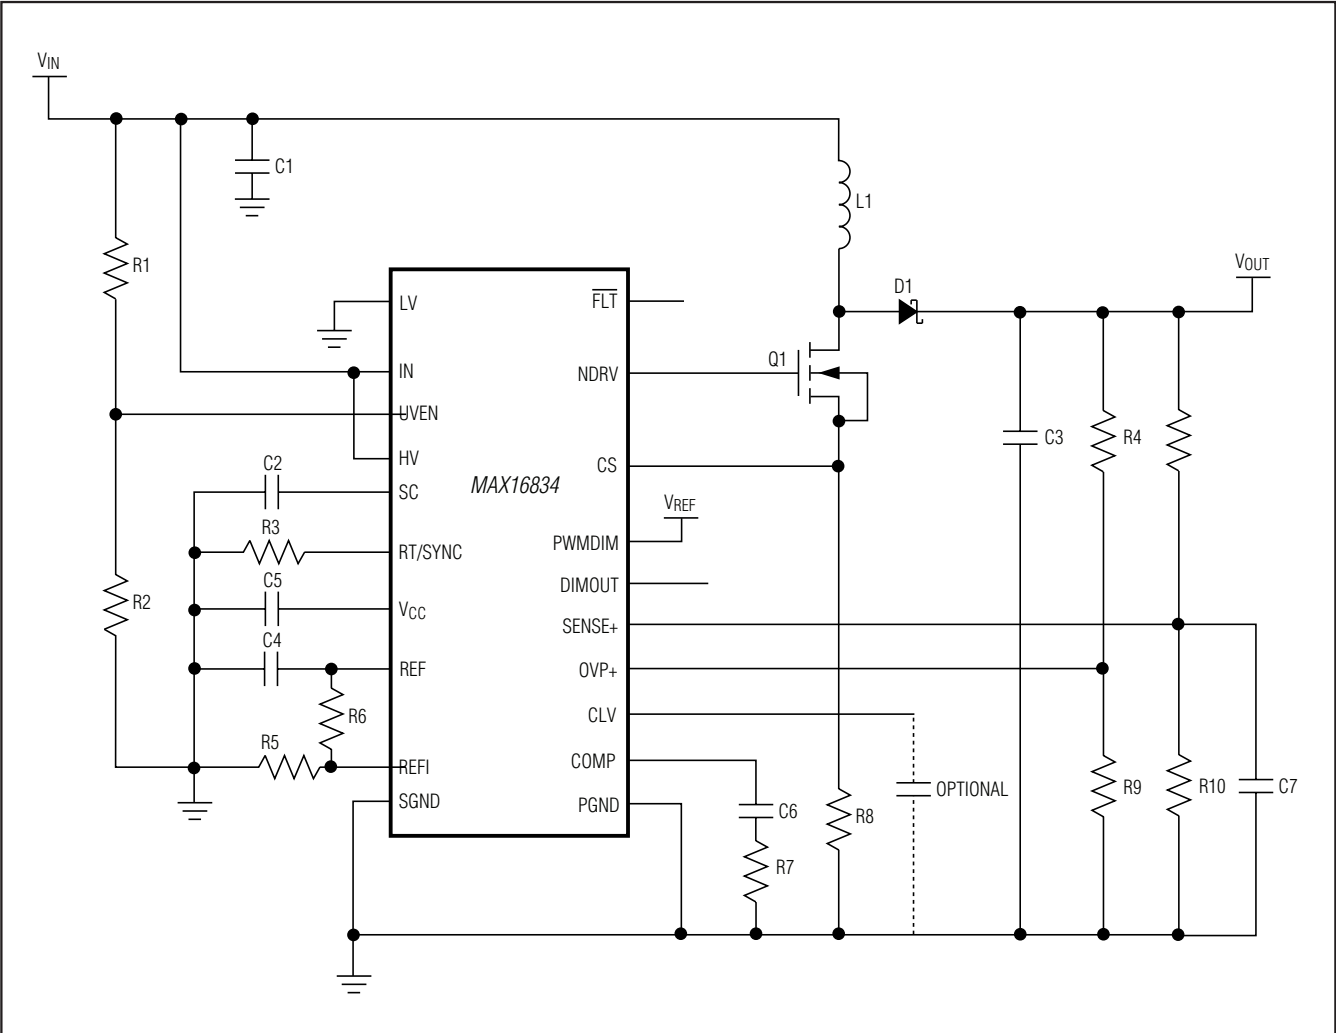 VIN
C1
L1
R1
VOUT
D1
LV
FLT
Q1
IN
NDRV
UVEN
C3
R4
HV
CS
C2
SC
MAX16834
VREF
R3
RT/SYNC
PWMDIM
C5
DIMOUT
R2
VCC
SENSE+
C4
REF
OVP+
R6
CLV
R5
REFI
COMP
OPTIONAL
R9
R10
C7
SGND
PGND
C6
R8
R7